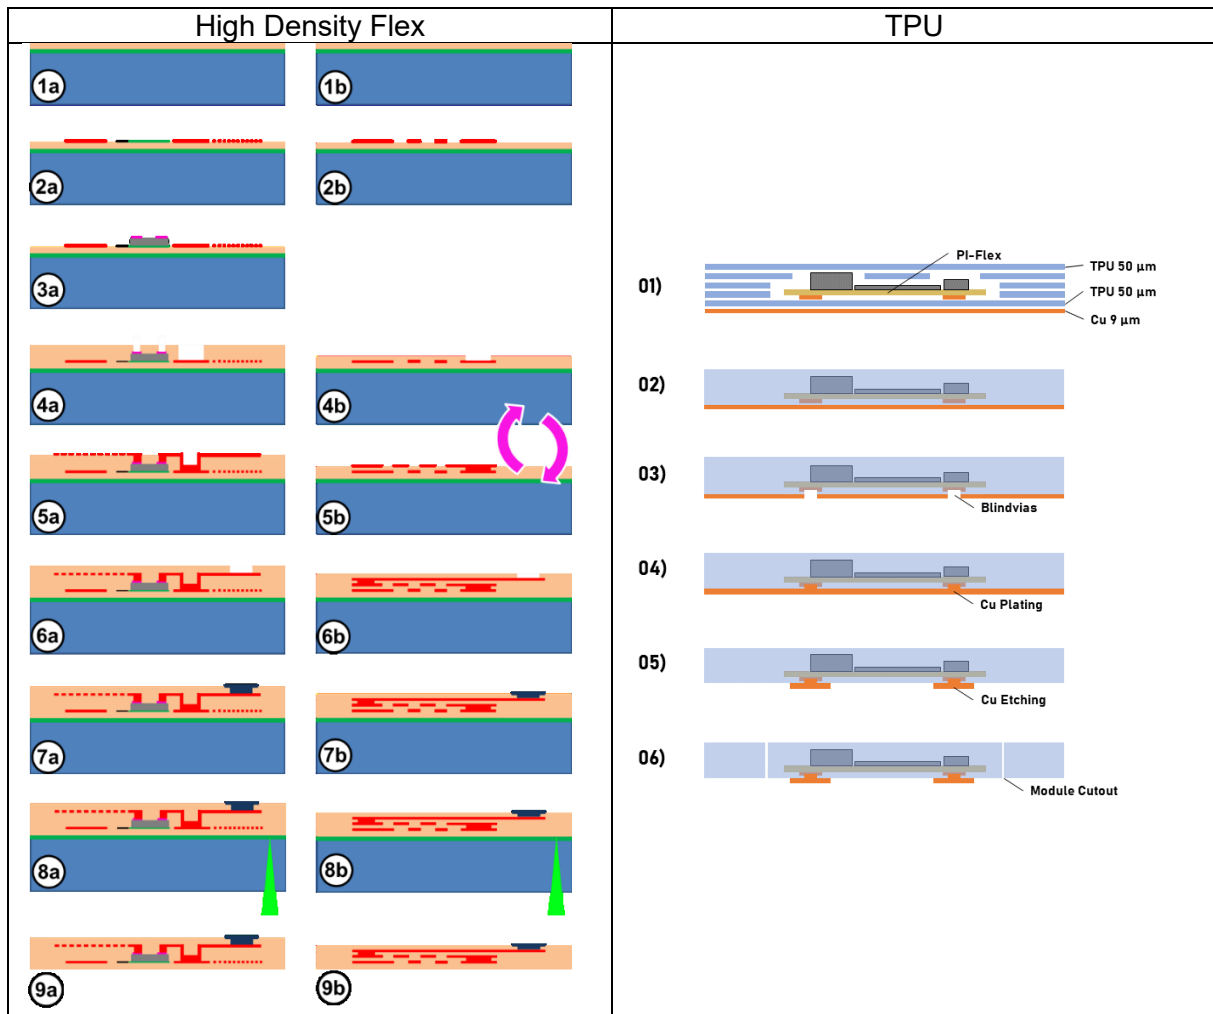 High Density Flex
TPU
1a
1b
2a
2b
3a
4a
4b
5a
5b
6a
6b
7a
7b
8a
8b
9a
9b
PI-Flex
TPU 50 µm
01)
TPU 50 µm
Cu 9 µm
02)
03)
Blindvias
04)
Cu Plating
05)
Cu Etching
06)
Module Cutout